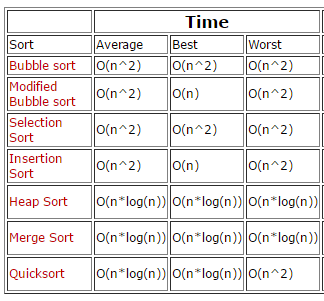 Time
Sort Average Best Worst
Bubble sort O(n^2) O(n^2) O(n^2)
Modified
Bubble sort O(n^2) O(n) O(n^2)
Selection
Sort O(n^2) O(n^2) O(n^2)
Insertion
Sort O(n^2) O(n) O(n^2)
Heap Sort O(n*log(n)) O(n*log(n)) O(n*log(n))
Merge Sort O(n*log(n)) O(n*log(n)) O(n*log(n))
Quicksort O(n*log(n)) O(n*log(n)) O(n^2)